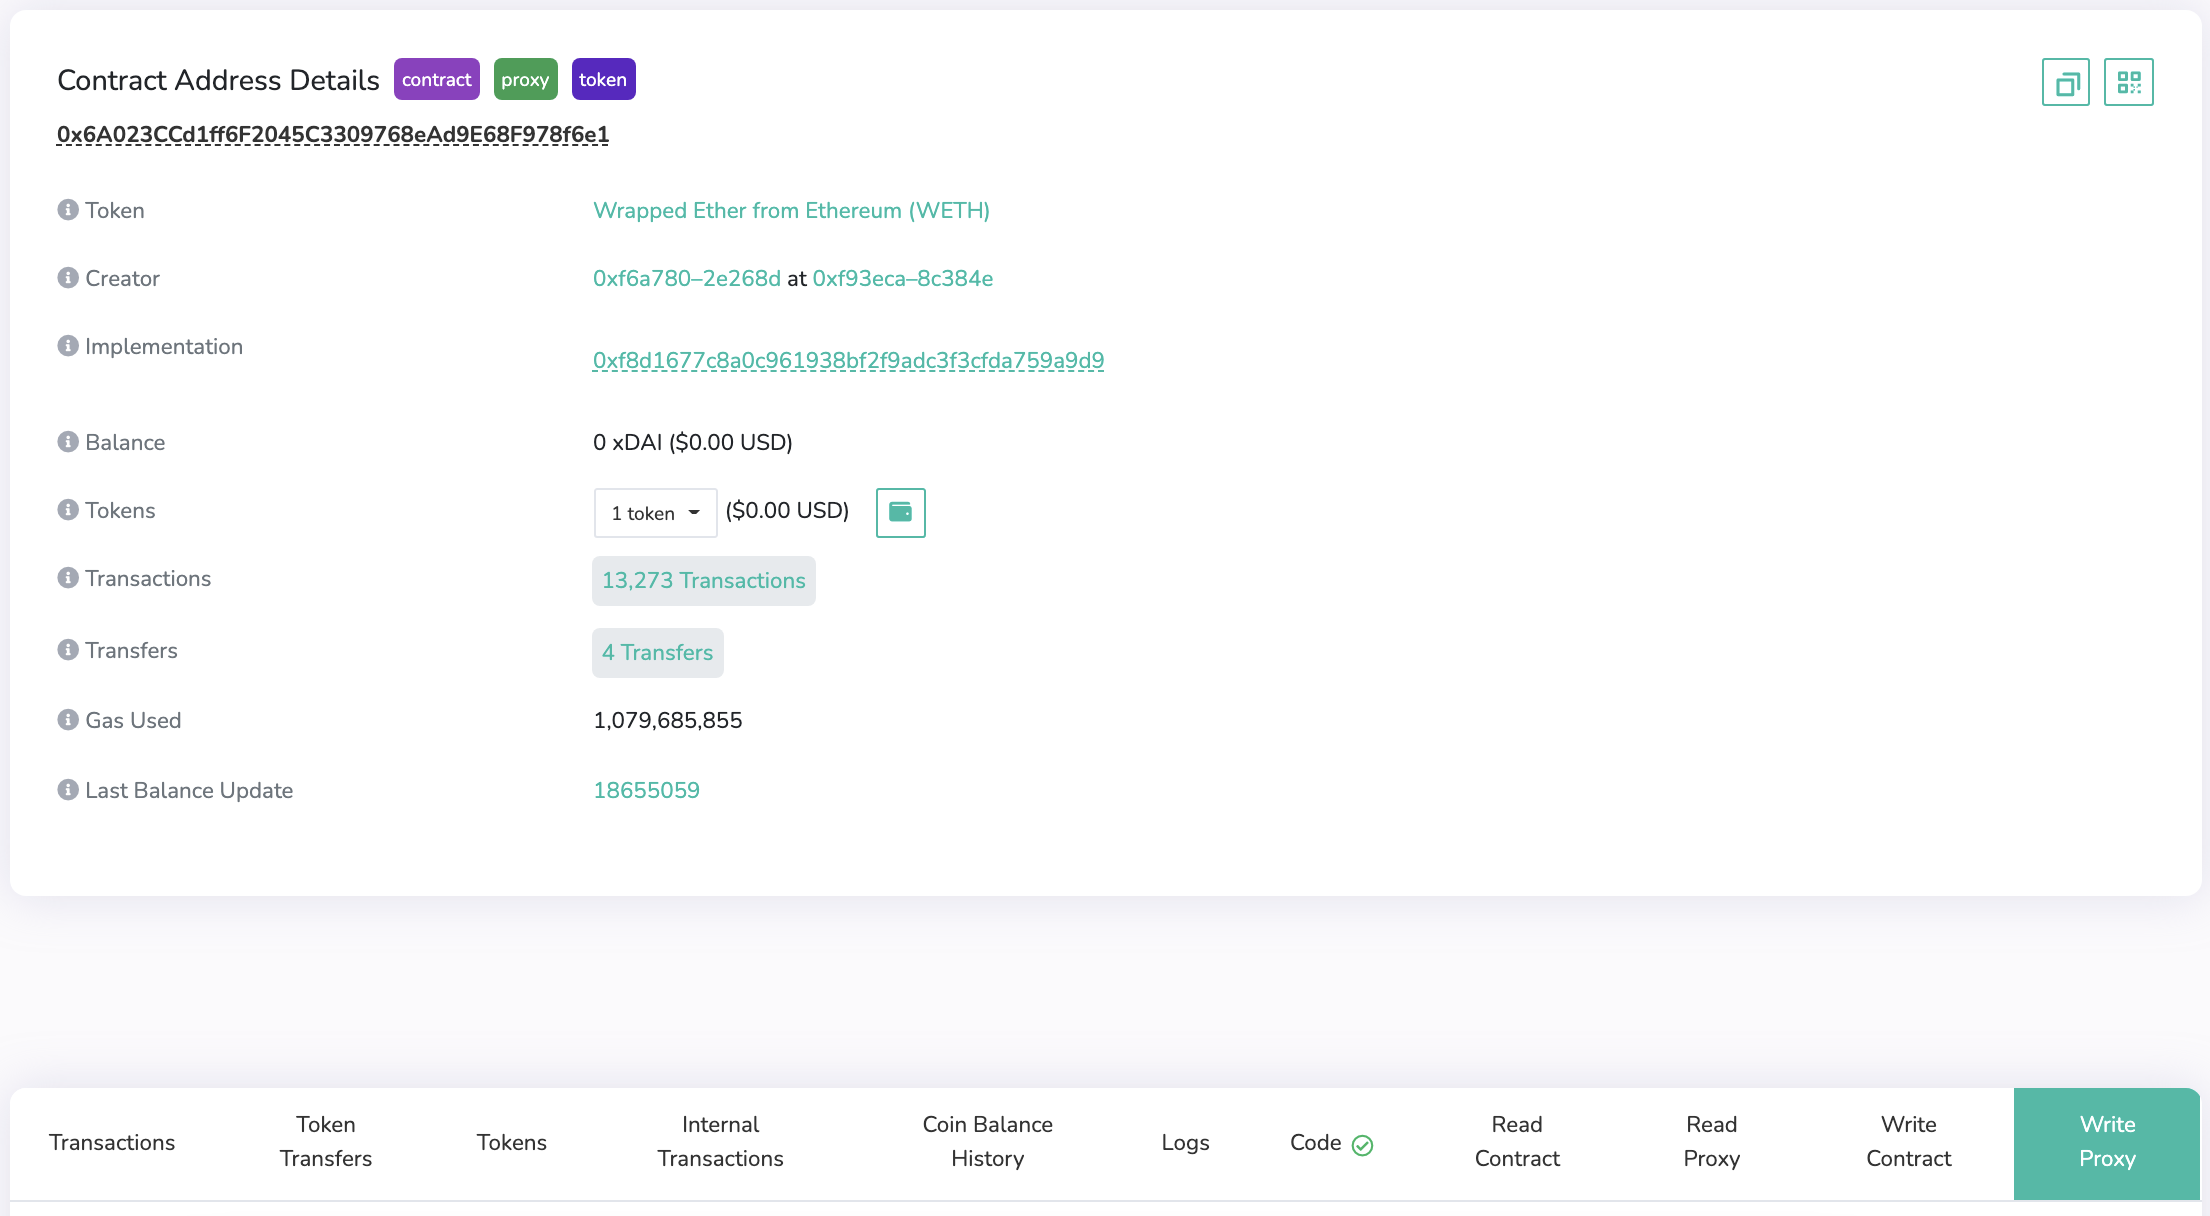 Contract Address Details contract proxy token
0x6A023CCd1ff6F2045C3309768eAd9E68F978f6e1
Token Wrapped Ether from Ethereum (WETH)
Creator 0xf6a780–2e268d at 0xf93eca–8c384e
Implementation 0xf8d1677c8a0c961938bf2f9adc3f3cfda759a9d9
Balance 0 xDAI ($0.00 USD)
Tokens 1 token ($0.00 USD)
Transactions 13,273 Transactions
Transfers 4 Transfers
Gas Used 1,079,685,855
Last Balance Update 18655059
Transactions
Token
Transfers
Tokens
Internal
Transactions
Coin Balance
History
Logs
Code
Read
Contract
Read
Proxy
Write
Contract
Write
Proxy